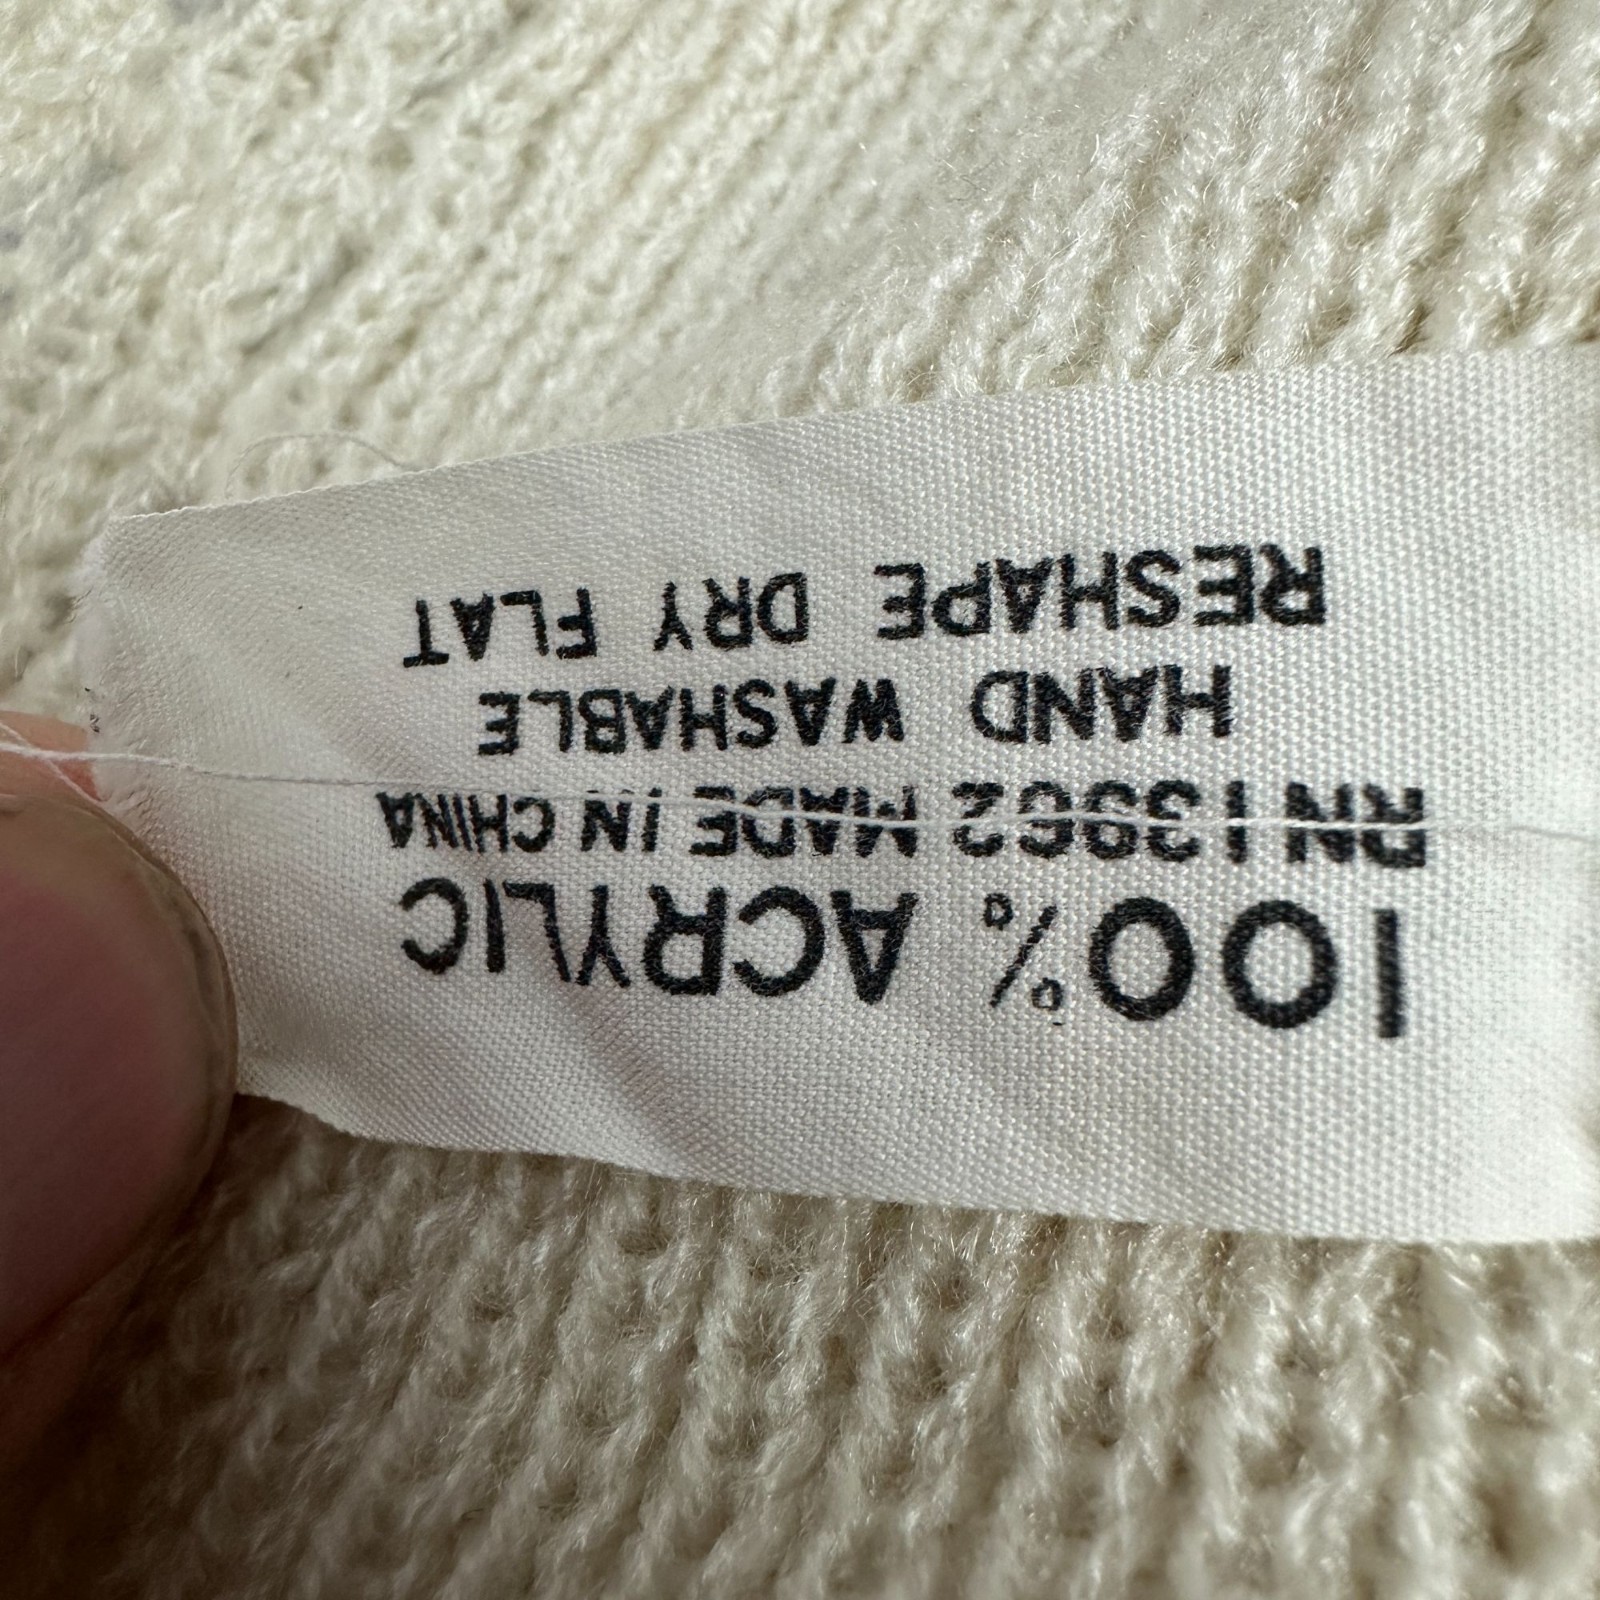 100% ACRYLIC
RN 13962 MADE IN CHINA
HAND WASHABLE
RESHAPE DRY FLAT